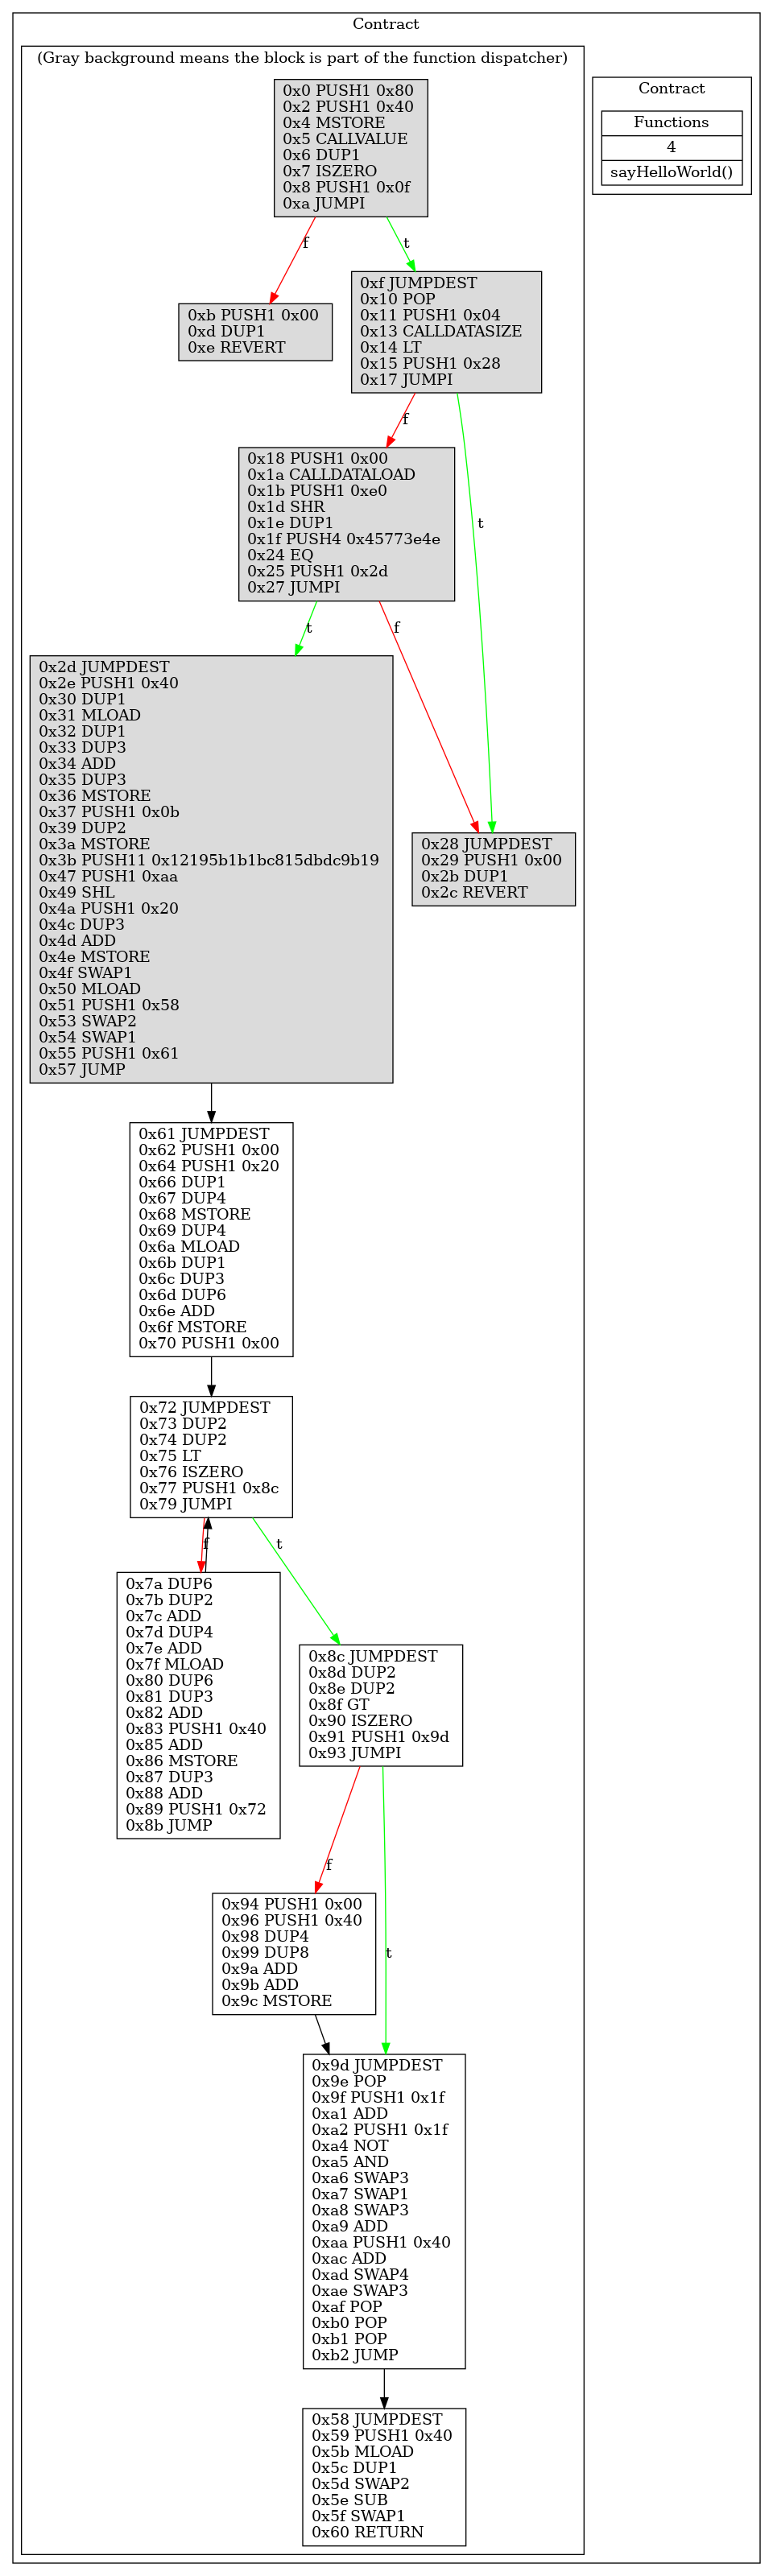 Contract
(Gray background means the block is part of the function dispatcher)
0x0 PUSH1 0x80
0x2 PUSH1 0x40
0x4 MSTORE
0x5 CALLVALUE
0x6 DUP1
0x7 ISZERO
0x8 PUSH1 0x0f
0xa JUMPI
Contract
Functions
4
sayHelloWorld()
f
t
0xb PUSH1 0x00
0xd DUP1
0xe REVERT
0xf JUMPDEST
0x10 POP
0x11 PUSH1 0x04
0x13 CALLDATASIZE
0x14 LT
0x15 PUSH1 0x28
0x17 JUMPI
f
t
0x18 PUSH1 0x00
0x1a CALLDATALOAD
0x1b PUSH1 0xe0
0x1d SHR
0x1e DUP1
0x1f PUSH4 0x45773e4e
0x24 EQ
0x25 PUSH1 0x2d
0x27 JUMPI
t
f
0x2d JUMPDEST
0x2e PUSH1 0x40
0x30 DUP1
0x31 MLOAD
0x32 DUP1
0x33 DUP3
0x34 ADD
0x35 DUP3
0x36 MSTORE
0x37 PUSH1 0x0b
0x39 DUP2
0x3a MSTORE
0x3b PUSH11 0x12195b1b1bc815dbdc9b19
0x47 PUSH1 0xaa
0x49 SHL
0x4a PUSH1 0x20
0x4c DUP3
0x4d ADD
0x4e MSTORE
0x4f SWAP1
0x50 MLOAD
0x51 PUSH1 0x58
0x53 SWAP2
0x54 SWAP1
0x55 PUSH1 0x61
0x57 JUMP
0x28 JUMPDEST
0x29 PUSH1 0x00
0x2b DUP1
0x2c REVERT
0x61 JUMPDEST
0x62 PUSH1 0x00
0x64 PUSH1 0x20
0x66 DUP1
0x67 DUP4
0x68 MSTORE
0x69 DUP4
0x6a MLOAD
0x6b DUP1
0x6c DUP3
0x6d DUP6
0x6e ADD
0x6f MSTORE
0x70 PUSH1 0x00
0x72 JUMPDEST
0x73 DUP2
0x74 DUP2
0x75 LT
0x76 ISZERO
0x77 PUSH1 0x8c
0x79 JUMPI
f
t
0x7a DUP6
0x7b DUP2
0x7c ADD
0x7d DUP4
0x7e ADD
0x7f MLOAD
0x80 DUP6
0x81 DUP3
0x82 ADD
0x83 PUSH1 0x40
0x85 ADD
0x86 MSTORE
0x87 DUP3
0x88 ADD
0x89 PUSH1 0x72
0x8b JUMP
0x8c JUMPDEST
0x8d DUP2
0x8e DUP2
0x8f GT
0x90 ISZERO
0x91 PUSH1 0x9d
0x93 JUMPI
f
t
0x94 PUSH1 0x00
0x96 PUSH1 0x40
0x98 DUP4
0x99 DUP8
0x9a ADD
0x9b ADD
0x9c MSTORE
0x9d JUMPDEST
0x9e POP
0x9f PUSH1 0x1f
0xa1 ADD
0xa2 PUSH1 0x1f
0xa4 NOT
0xa5 AND
0xa6 SWAP3
0xa7 SWAP1
0xa8 SWAP3
0xa9 ADD
0xaa PUSH1 0x40
0xac ADD
0xad SWAP4
0xae SWAP3
0xaf POP
0xb0 POP
0xb1 POP
0xb2 JUMP
0x58 JUMPDEST
0x59 PUSH1 0x40
0x5b MLOAD
0x5c DUP1
0x5d SWAP2
0x5e SUB
0x5f SWAP1
0x60 RETURN